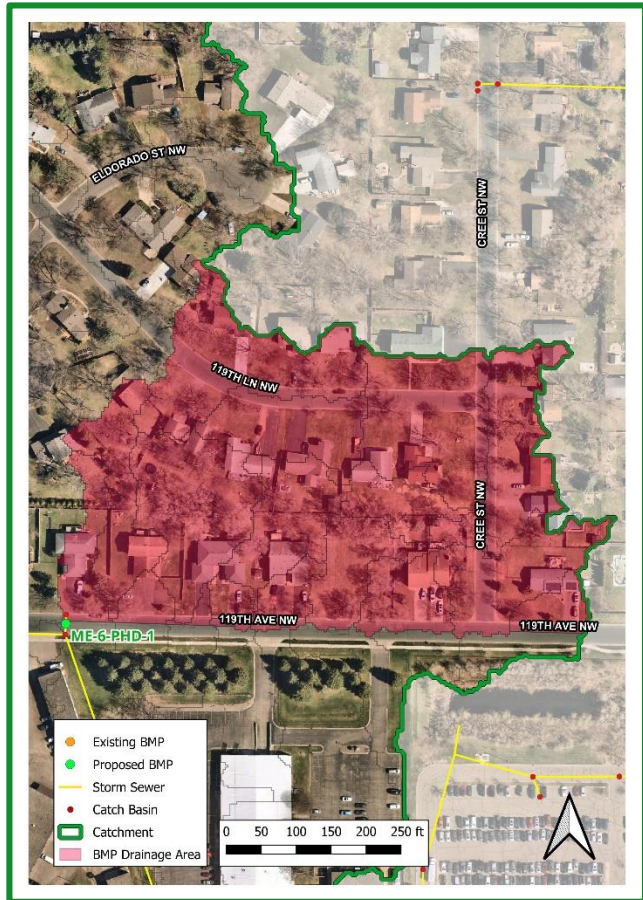 ELDORADO ST NW
CREE ST NW
119TH LN NW
CREE ST NW
119TH AVE NW
119TH AVE NW
ME-6-PHD-1
Existing BMP
Proposed BMP
Storm Sewer
Catch Basin
Catchment
BMP Drainage Area
0 50 100 150 200 250 ft